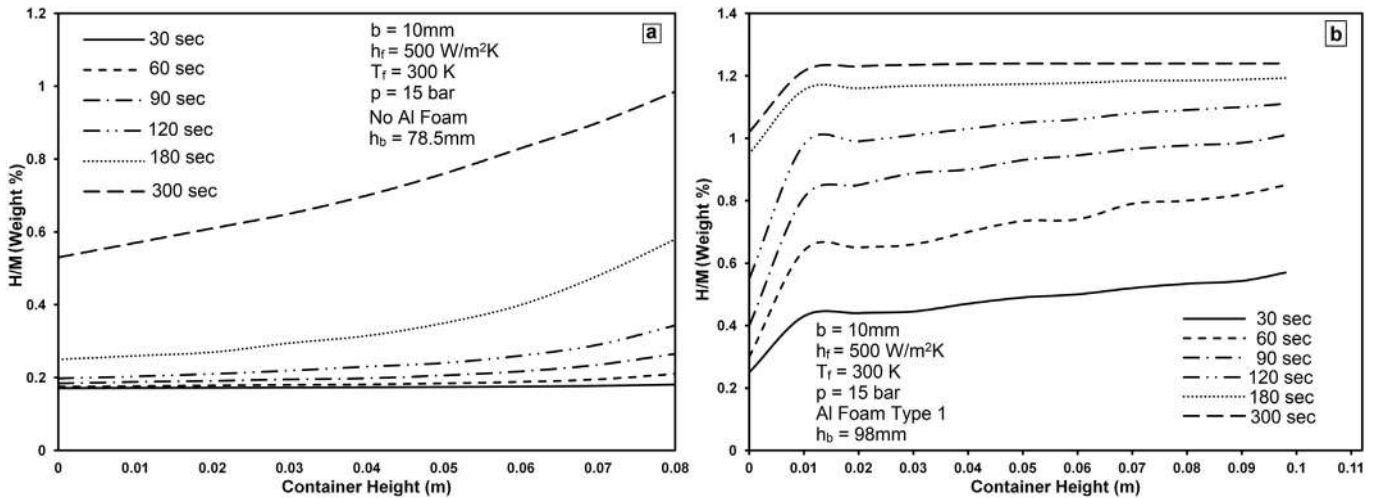 a
1.2
1
0.8
0.6
0.4
0.2
0
H/M (Weight %)
30 sec
60 sec
90 sec
120 sec
180 sec
300 sec
b = 10mm
hf = 500 W/m²K
Tf = 300 K
p = 15 bar
No Al Foam
hb = 78.5mm
0 0.01 0.02 0.03 0.04 0.05 0.06 0.07 0.08
Container Height (m)
b
1.4
1.2
1
0.8
0.6
0.4
0.2
0
H/M (Weight %)
b = 10mm
hf = 500 W/m²K
Tf = 300 K
p = 15 bar
Al Foam Type 1
hb = 98mm
30 sec
60 sec
90 sec
120 sec
180 sec
300 sec
0 0.01 0.02 0.03 0.04 0.05 0.06 0.07 0.08 0.09 0.1 0.11
Container Height (m)